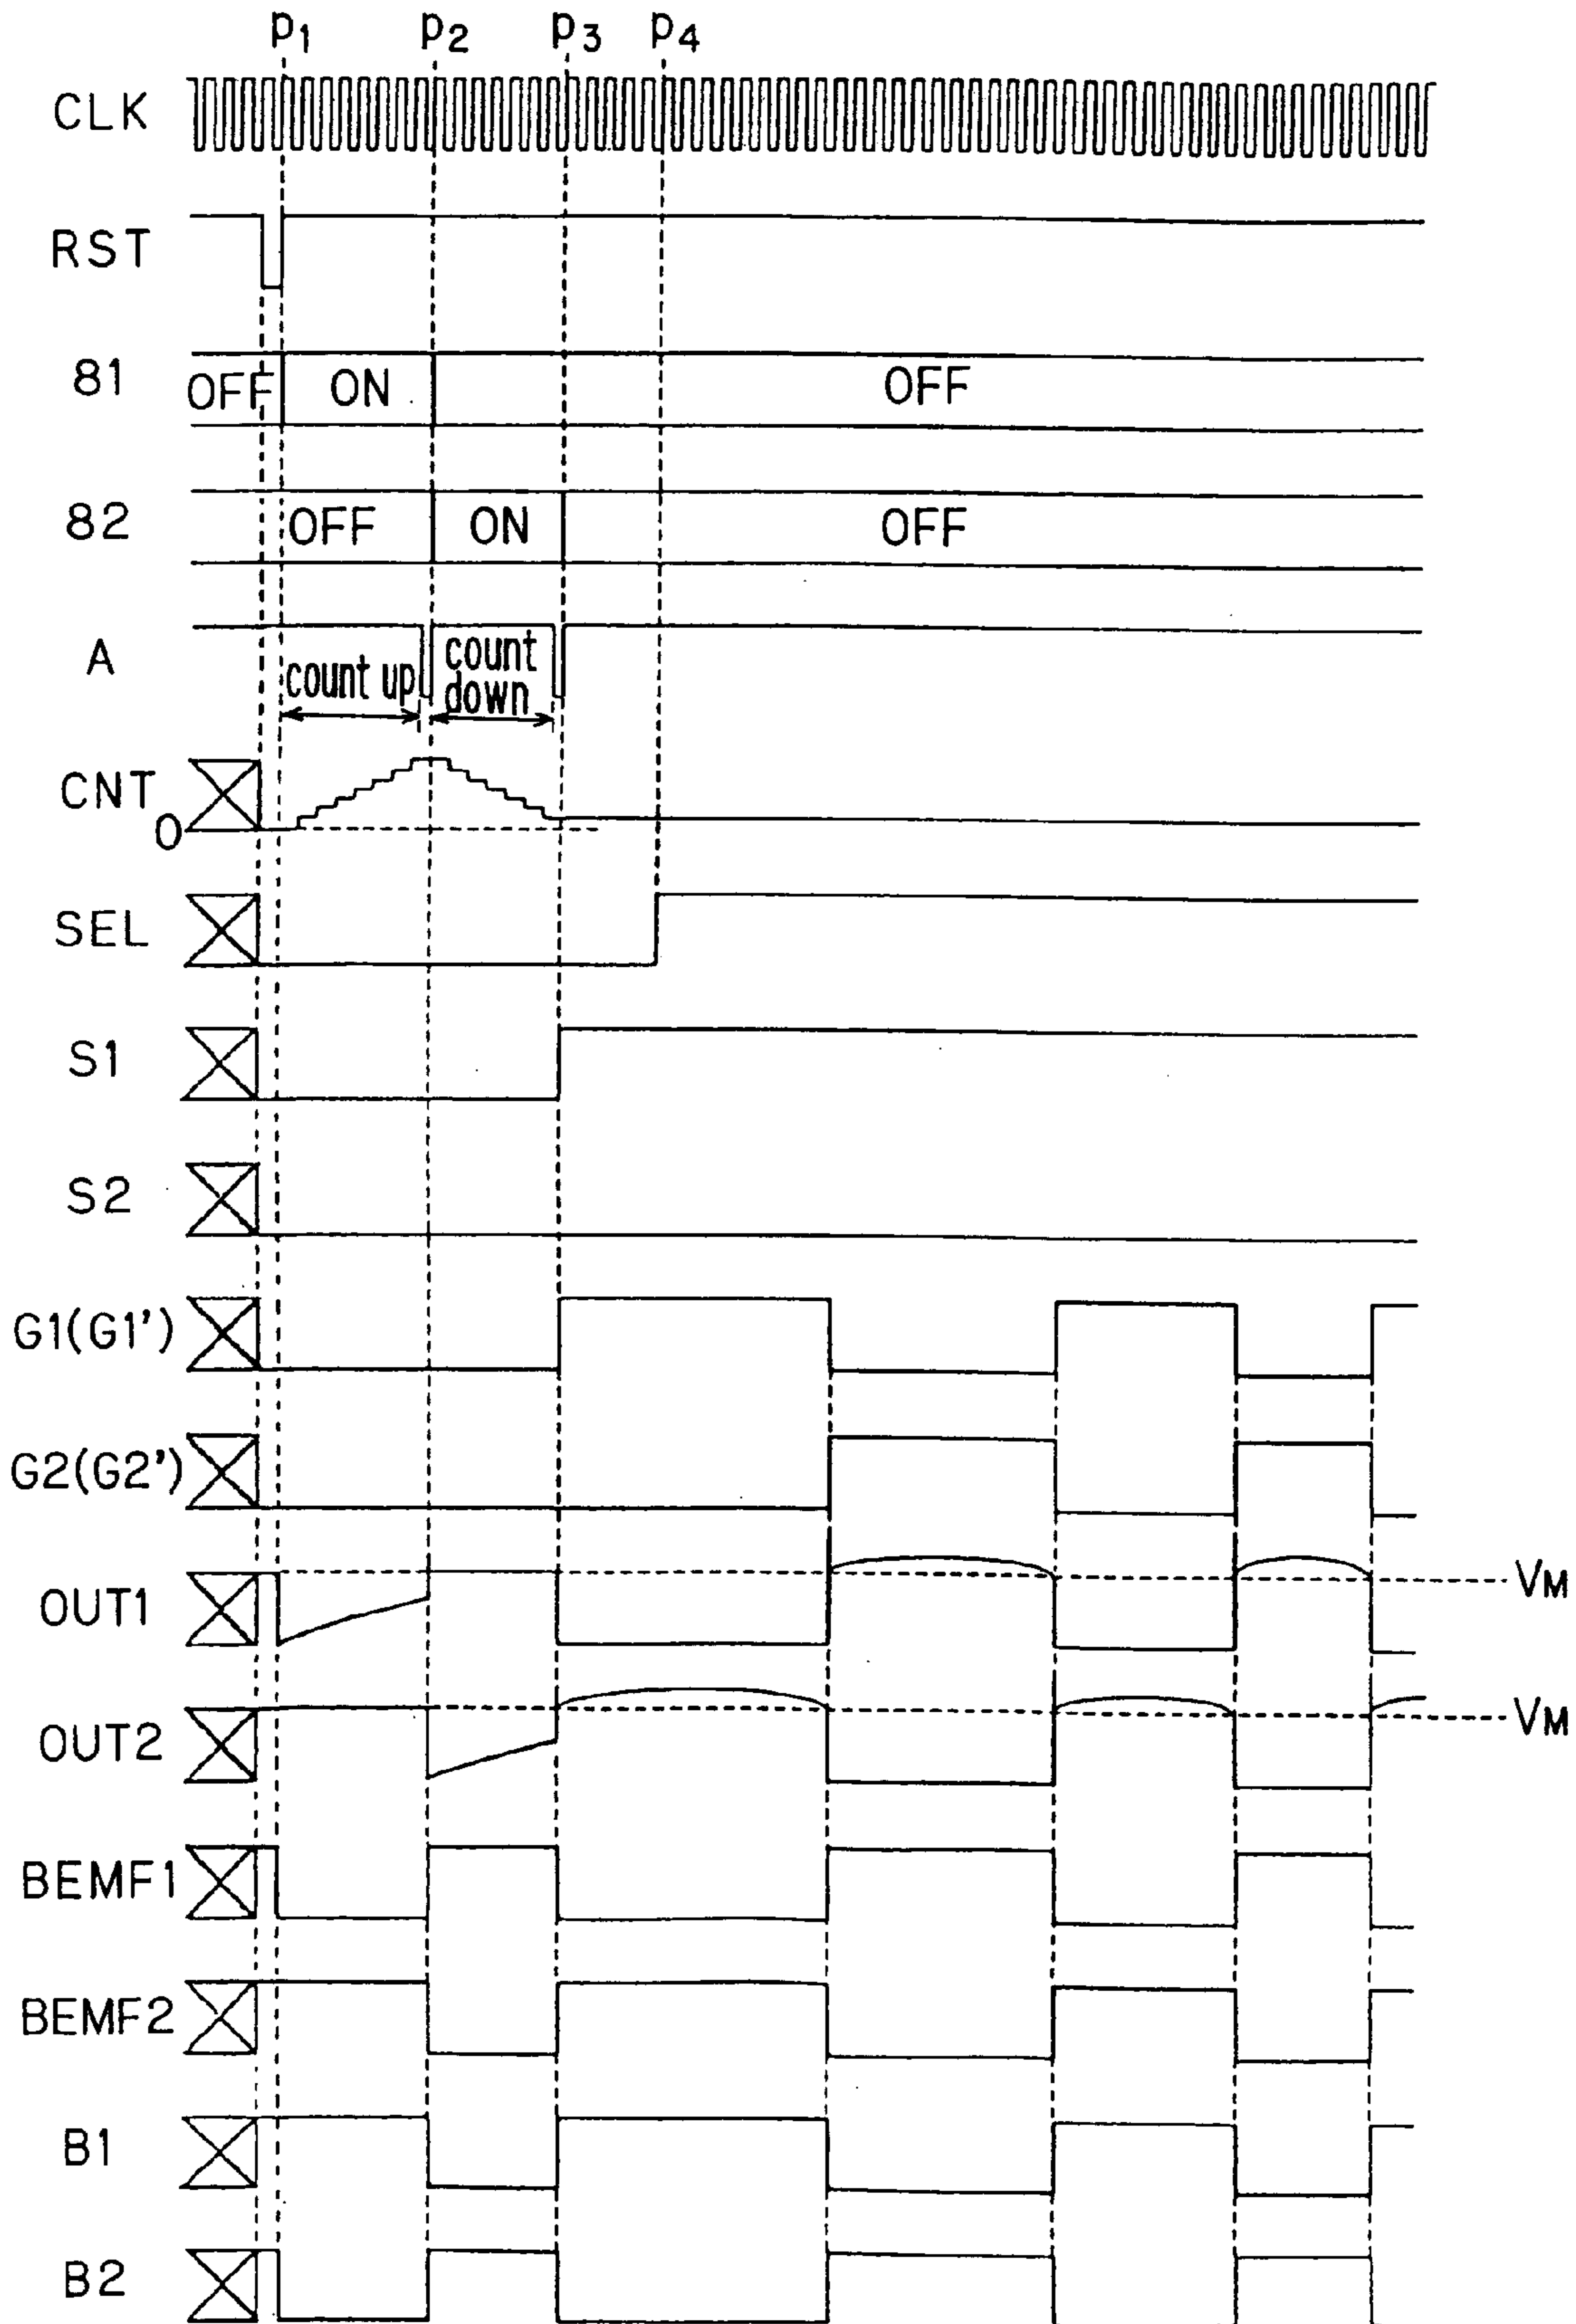 p1 p2 p3 p4
CLK
RST
81 OFF ON OFF
82 OFF ON OFF
A count up count down
CNT 0
SEL
S1
S2
G1(G1')
G2(G2')
OUT1 VM
OUT2 VM
BEMF1
BEMF2
B1
B2